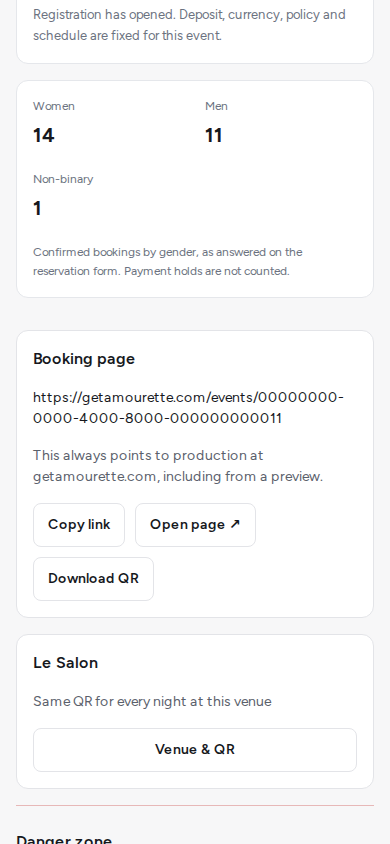 Registration has opened. Deposit, currency, policy and
schedule are fixed for this event.
Women
Men
14
11
Non-binary
1
Confirmed bookings by gender, as answered on the
reservation form. Payment holds are not counted.
Booking page
https://getamourette.com/events/00000000-
0000-4000-8000-000000000011
This always points to production at
getamourette.com, including from a preview.
Copy link
Open page ↗
Download QR
Le Salon
Same QR for every night at this venue
Venue & QR
Danger zone